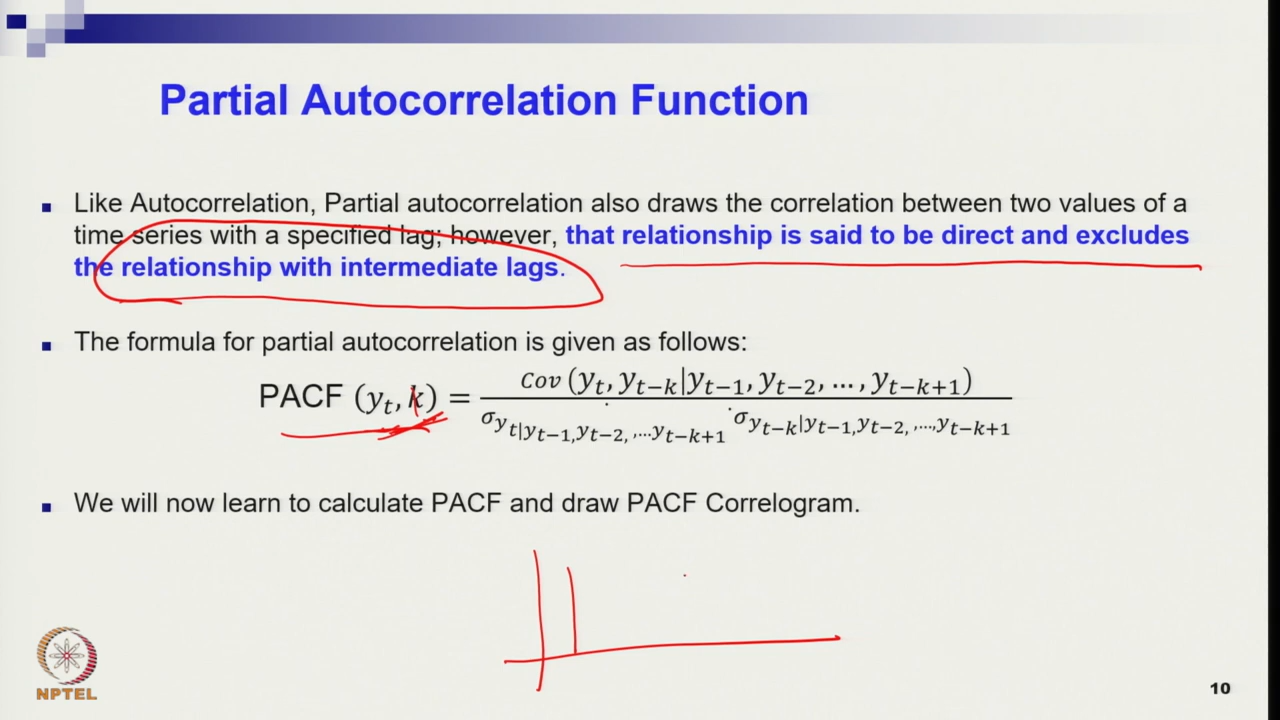 Partial Autocorrelation Function
Like Autocorrelation, Partial autocorrelation also draws the correlation between two values of a
time series with a specified lag; however, that relationship is said to be direct and excludes
the relationship with intermediate lags.
The formula for partial autocorrelation is given as follows:
PACF (y_t, k) = \frac{Cov (y_t, y_{t-k}|y_{t-1}, y_{t-2}, ..., y_{t-k+1})}{σ_{y_{t|y_{t-1},y_{t-2},...y_{t-k+1}}} σ_{y_{t-k}|y_{t-1},y_{t-2},...,y_{t-k+1}}}
We will now learn to calculate PACF and draw PACF Correlogram.
NPTEL
10